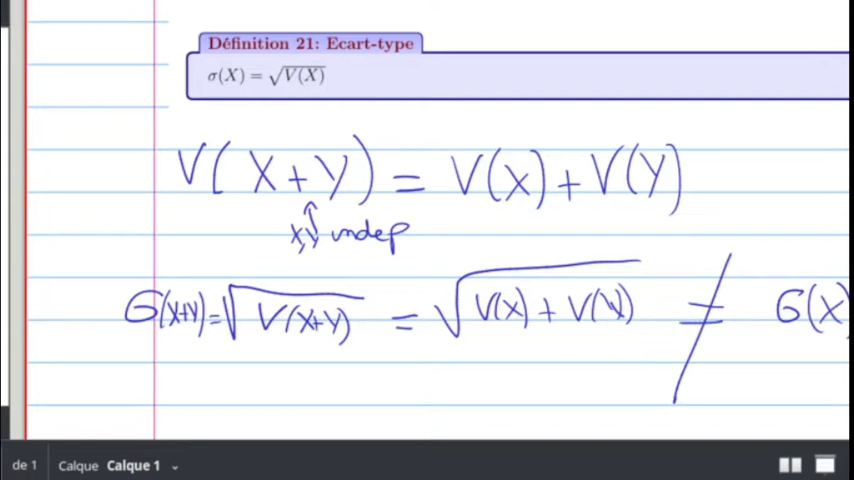 Définition 21: Ecart-type
σ(X) = √V(X)
V(X+Y) = V(X) + V(Y)
X,Y indep
σ(X+Y) = √V(X+Y) = √V(X) + V(Y) ≠ σ(X)
de 1 Calque Calque 1